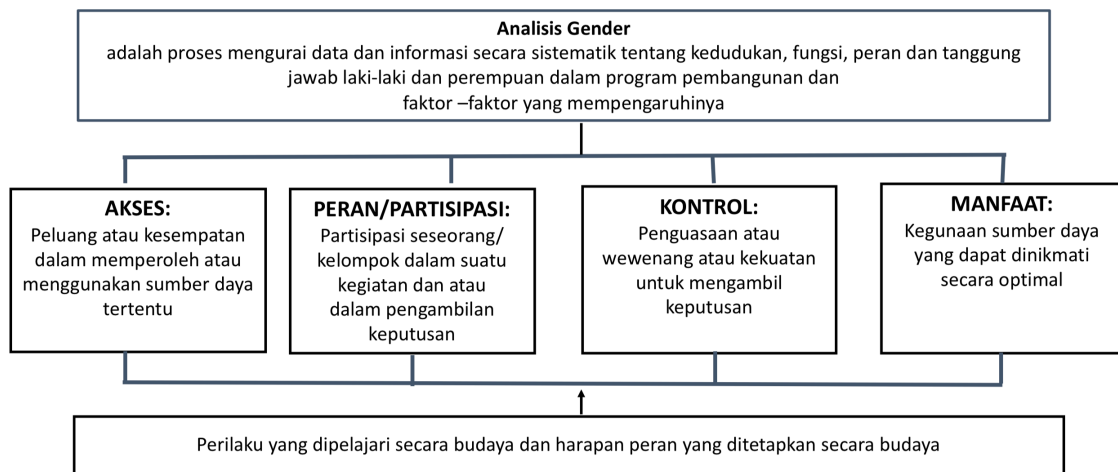 Analisis Gender
adalah proses mengurai data dan informasi secara sistematik tentang kedudukan, fungsi, peran dan tanggung
jawab laki-laki dan perempuan dalam program pembangunan dan
faktor –faktor yang mempengaruhinya
AKSES:
Peluang atau kesempatan
dalam memperoleh atau
menggunakan sumber daya
tertentu
PERAN/PARTISIPASI:
Partisipasi seseorang/
kelompok dalam suatu
kegiatan dan atau
dalam pengambilan
keputusan
KONTROL:
Penguasaan atau
wewenang atau kekuatan
untuk mengambil
keputusan
MANFAAT:
Kegunaan sumber daya
yang dapat dinikmati
secara optimal
Perilaku yang dipelajari secara budaya dan harapan peran yang ditetapkan secara budaya